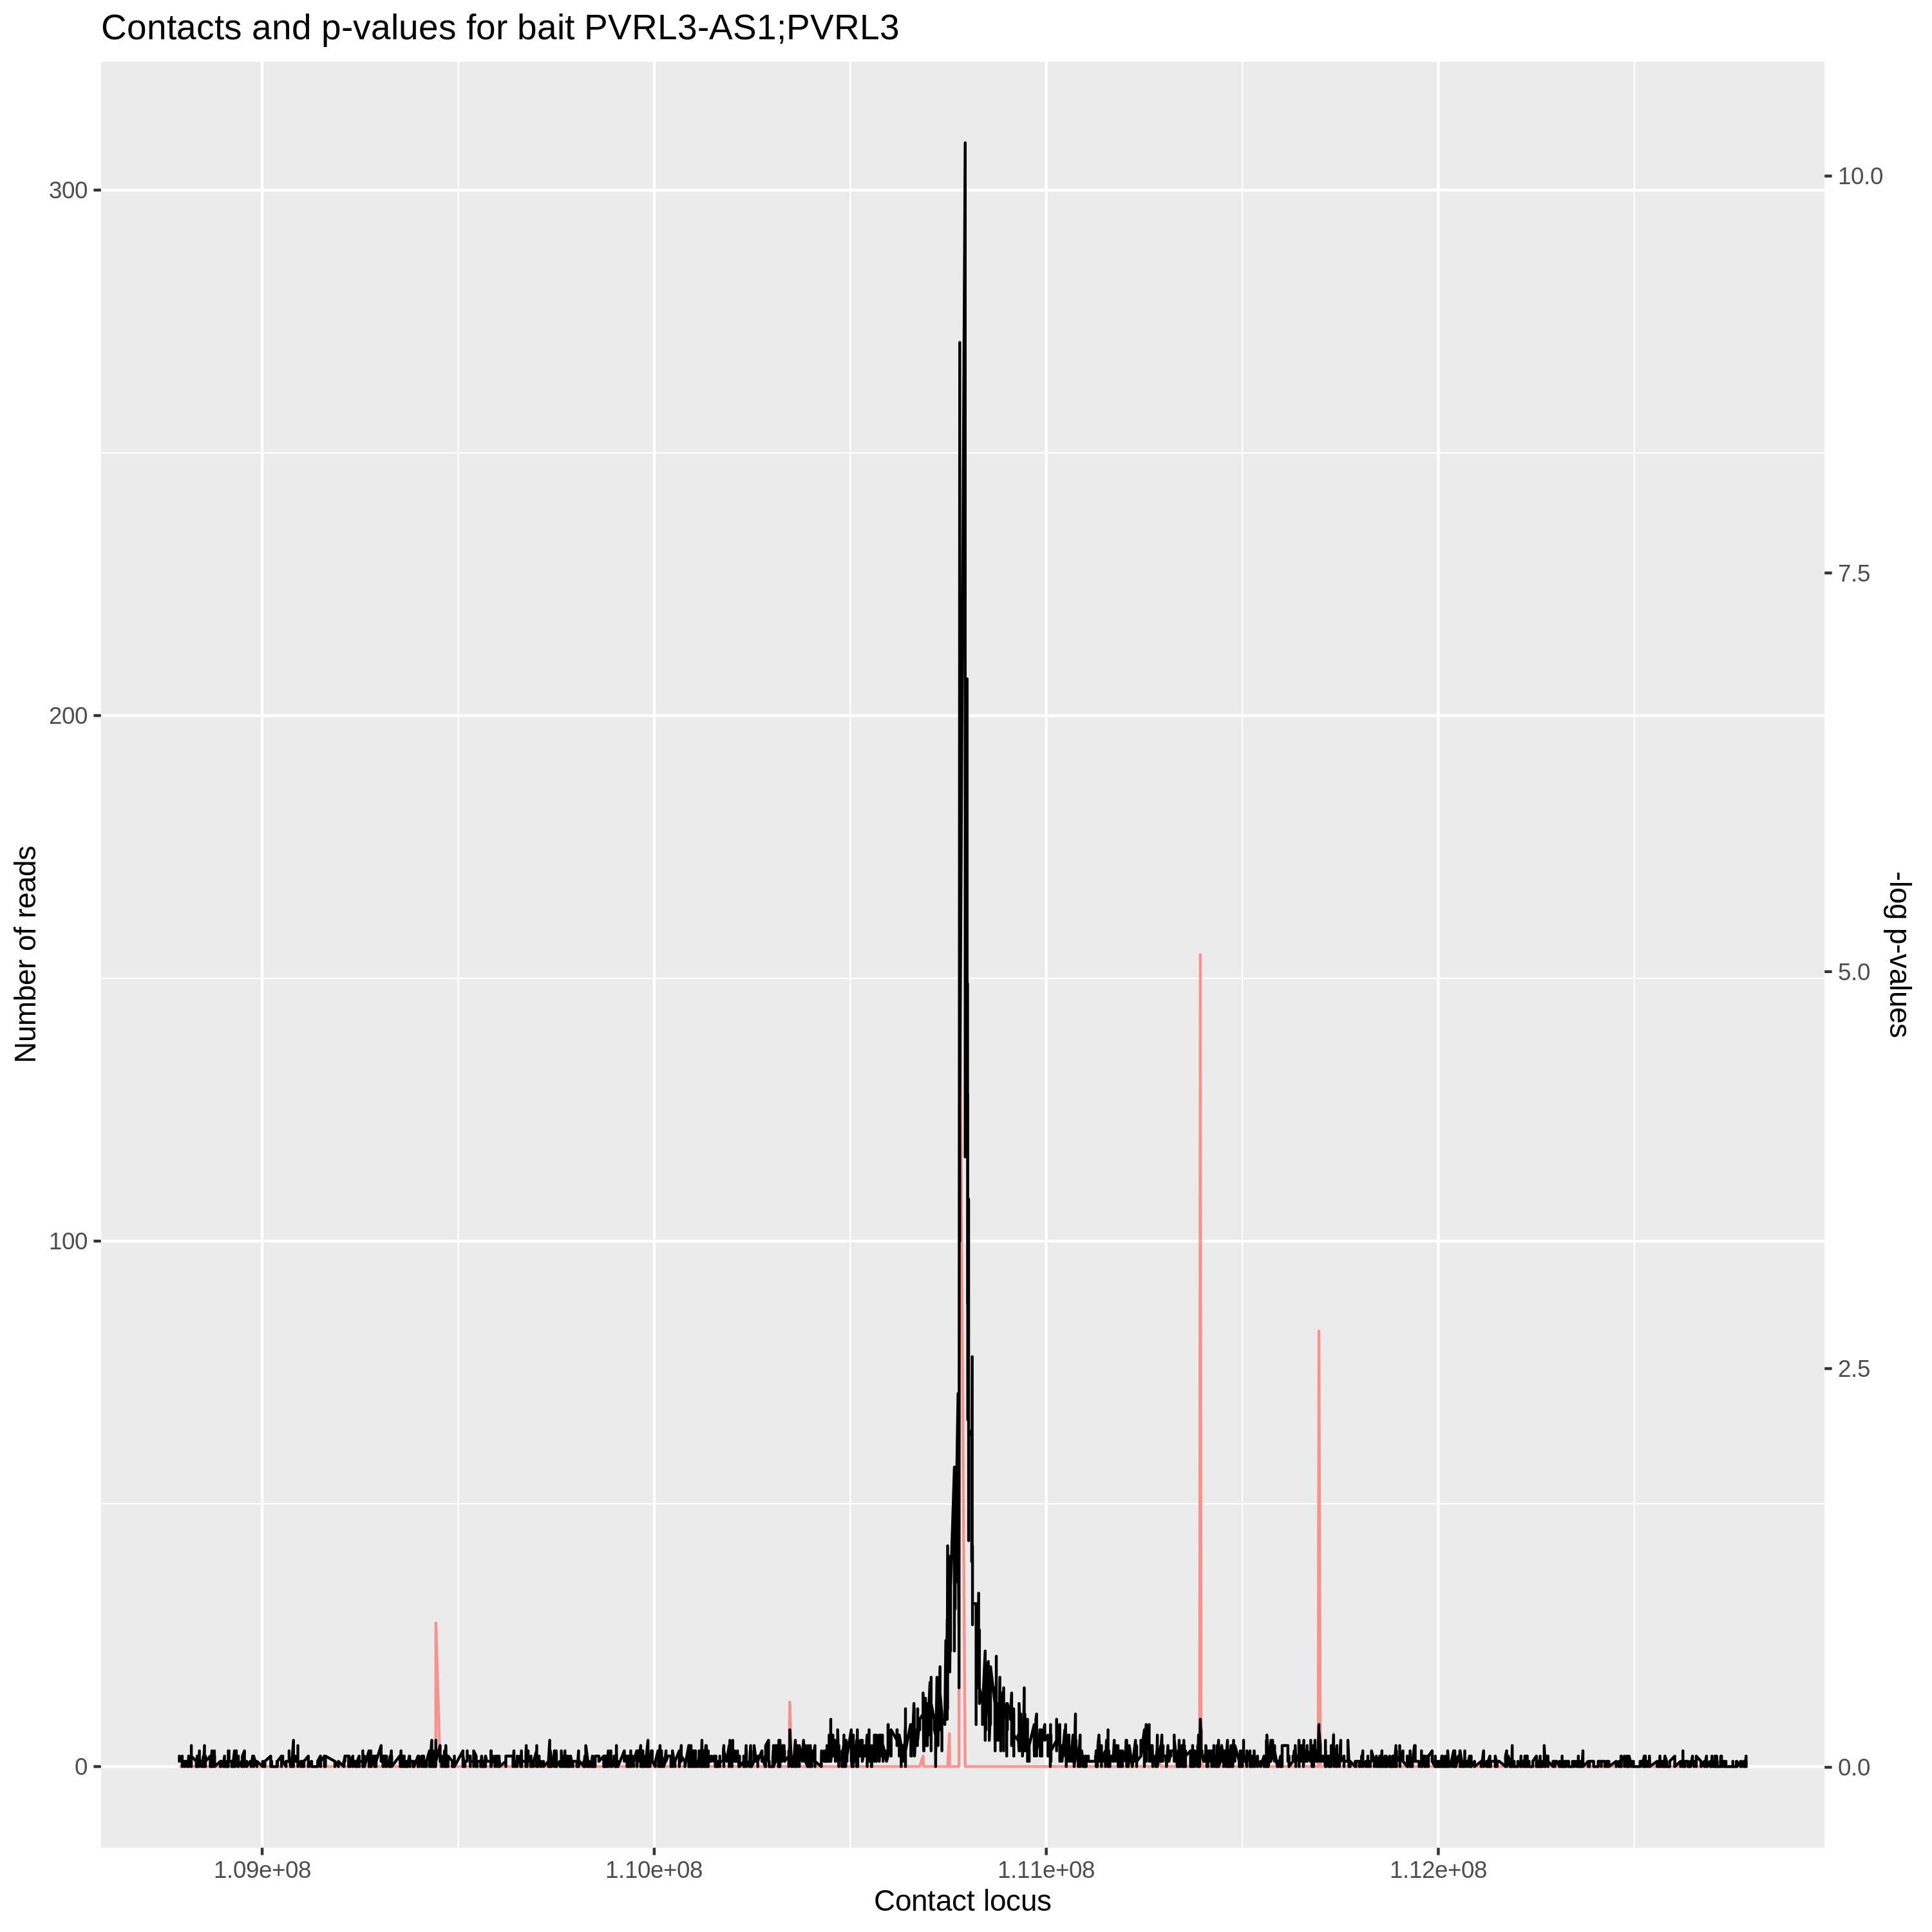 Contacts and p-values for bait PVRL3-AS1;PVRL3
300
200
100
0
Number of reads
10.0
7.5
5.0
2.5
0.0
-log p-values
1.09e+08
1.10e+08
1.11e+08
1.12e+08
Contact locus